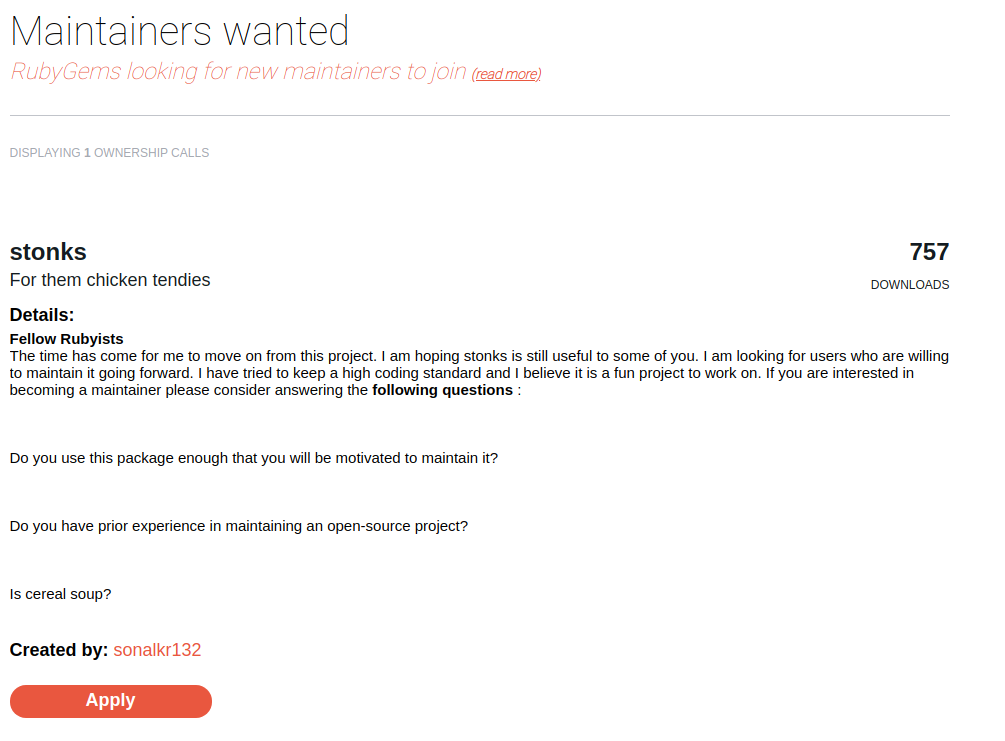 Maintainers wanted
RubyGems looking for new maintainers to join (read more)
DISPLAYING 1 OWNERSHIP CALLS
stonks
757
For them chicken tendies
DOWNLOADS
Details:
Fellow Rubyists
The time has come for me to move on from this project. I am hoping stonks is still useful to some of you. I am looking for users who are willing
to maintain it going forward. I have tried to keep a high coding standard and I believe it is a fun project to work on. If you are interested in
becoming a maintainer please consider answering the following questions :
Do you use this package enough that you will be motivated to maintain it?
Do you have prior experience in maintaining an open-source project?
Is cereal soup?
Created by: sonalkr132
Apply